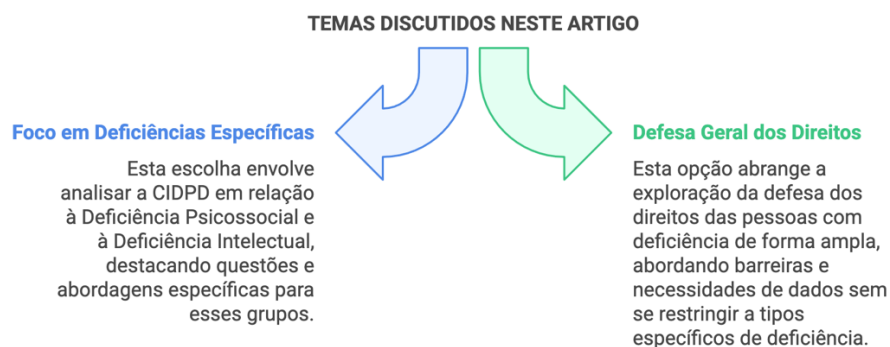 TEMAS DISCUTIDOS NESTE ARTIGO
Foco em Deficiências Específicas
Esta escolha envolve
analisar a CIDPD em relação
à Deficiência Psicossocial e
à Deficiência Intelectual,
destacando questões e
abordagens específicas para
esses grupos.
Defesa Geral dos Direitos
Esta opção abrange a
exploração da defesa dos
direitos das pessoas com
deficiência de forma ampla,
abordando barreiras e
necessidades de dados sem
se restringir a tipos
específicos de deficiência.